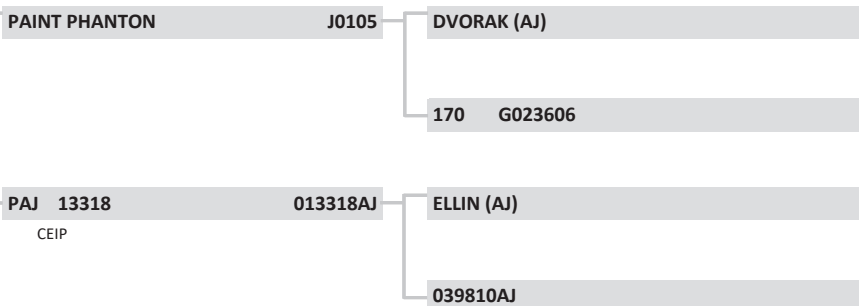 PAINT PHANTON J0105
DVORAK (AJ)
170 G023606
PAJ 13318 013318AJ
CEIP
ELLIN (AJ)
039810AJ